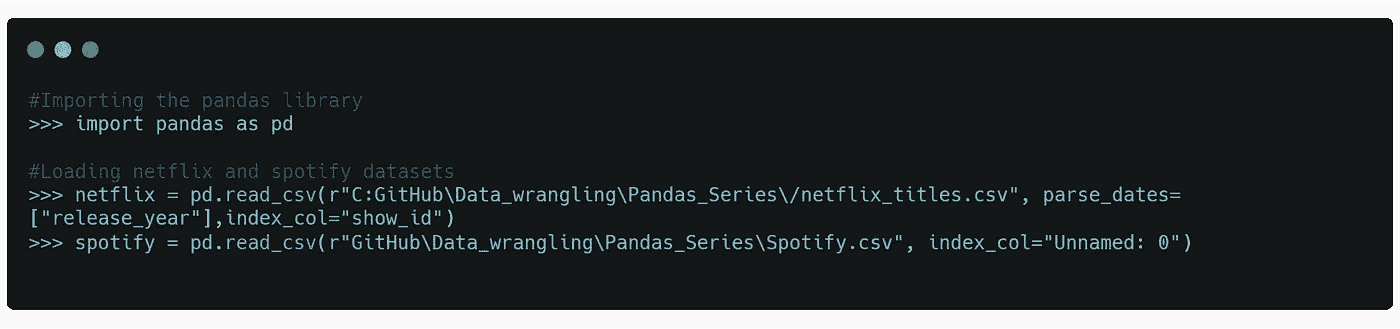 #Importing the pandas library
>>> import pandas as pd
#Loading netflix and spotify datasets
>>> netflix = pd.read_csv(r"C:GitHub\Data_wrangling\Pandas_Series\/netflix_titles.csv", parse_dates=
["release_year"],index_col="show_id")
>>> spotify = pd.read_csv(r"GitHub\Data_wrangling\Pandas_Series\Spotify.csv", index_col="Unnamed: 0")